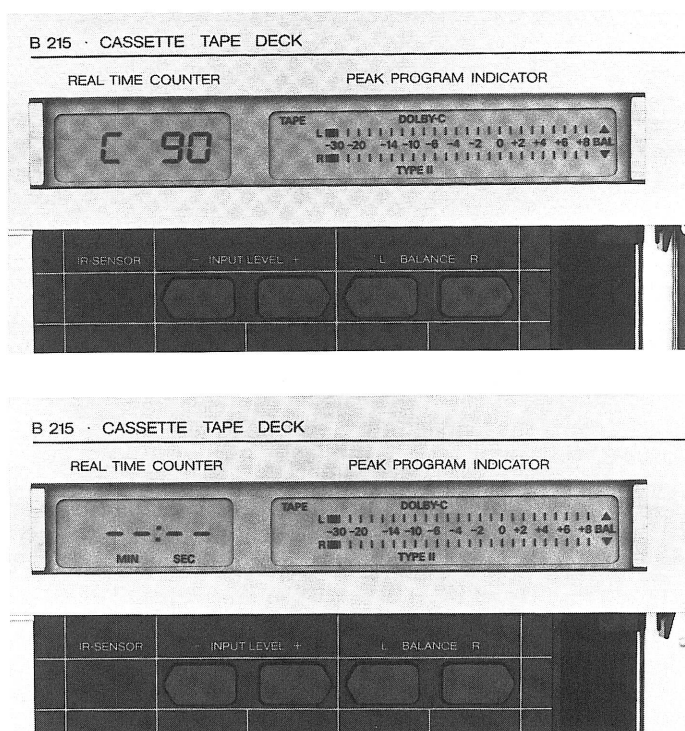 B 215 · CASSETTE TAPE DECK
REAL TIME COUNTER PEAK PROGRAM INDICATOR
C 90
TAPE DOLBY-C
L
-30 -20 -14 -10 -6 -4 -2 0 +2 +4 +6 +8 BAL
R
TYPE II
IR-SENSOR - INPUT LEVEL + L BALANCE R
B 215 · CASSETTE TAPE DECK
REAL TIME COUNTER PEAK PROGRAM INDICATOR
TAPE DOLBY-C
L
--:-- -30 -20 -14 -10 -6 -4 -2 0 +2 +4 +6 +8 BAL
R
MIN SEC TYPE II
IR-SENSOR - INPUT LEVEL + L BALANCE R